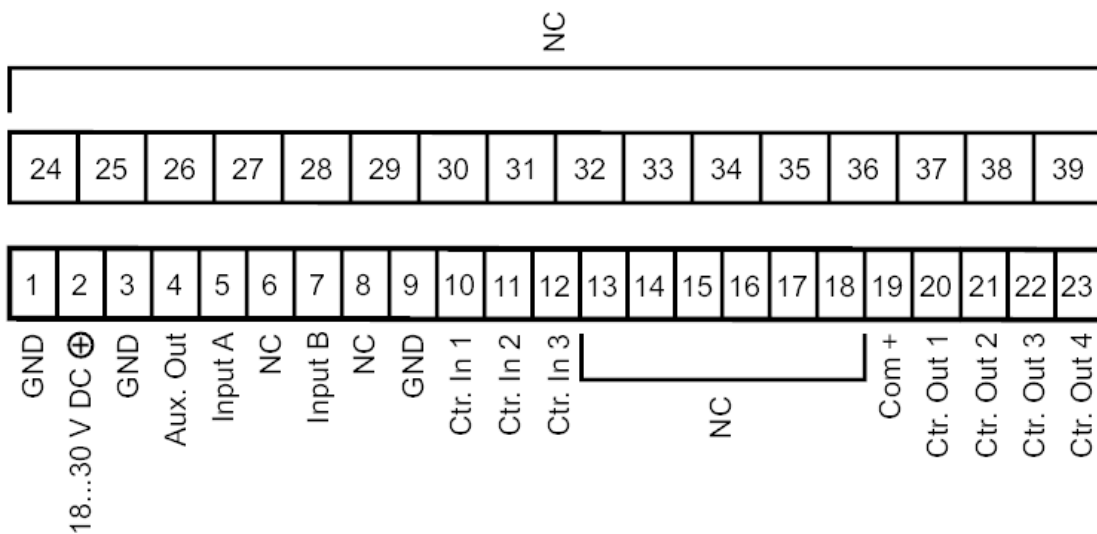 NC
24 25 26 27 28 29 30 31 32 33 34 35 36 37 38 39
1 2 3 4 5 6 7 8 9 10 11 12 13 14 15 16 17 18 19 20 21 22 23
GND
18...30 V DC ⊕
GND
Aux. Out
Input A
NC
Input B
NC
GND
Ctr. In 1
Ctr. In 2
Ctr. In 3
NC
Com +
Ctr. Out 1
Ctr. Out 2
Ctr. Out 3
Ctr. Out 4